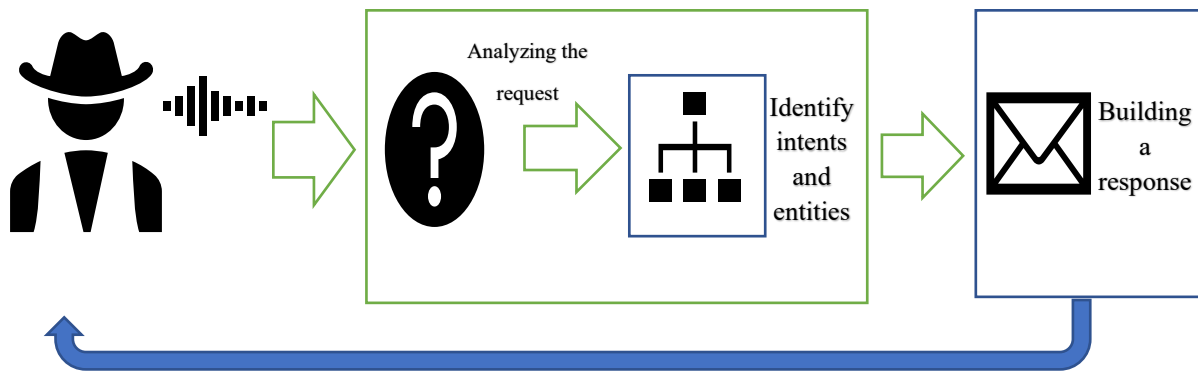 Analyzing the
request
Identify
intents
and
entities
Building
a
response